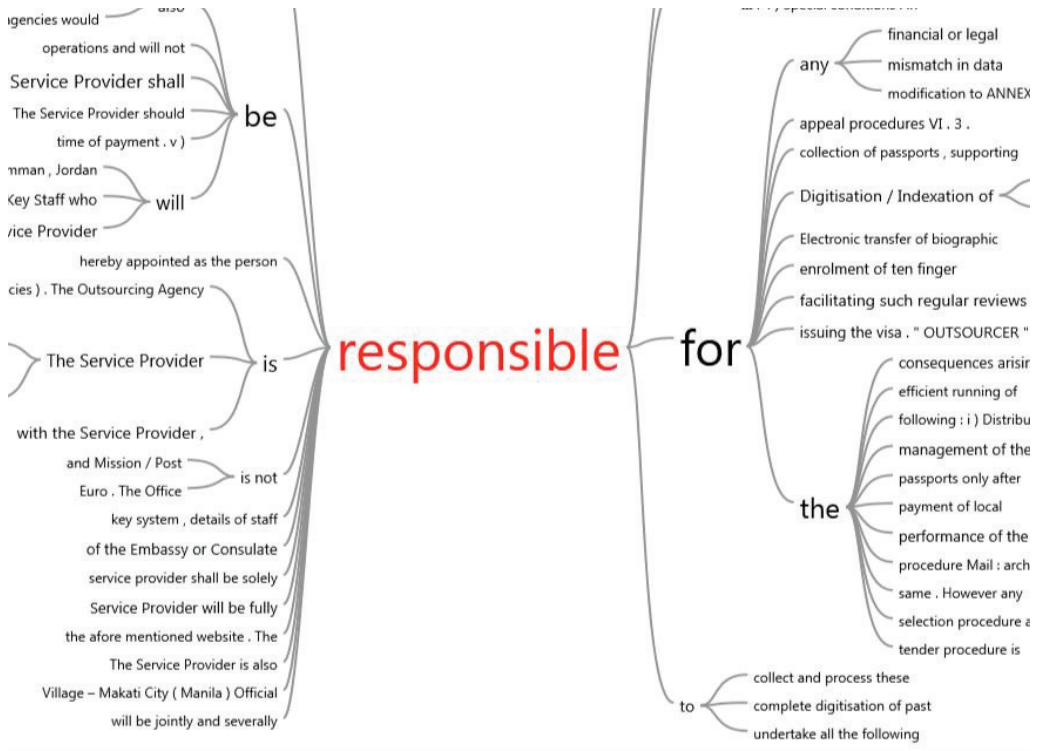 agencies would
also
operations and will not
Service Provider shall
The Service Provider should
time of payment . v )
be
Jordan
Key Staff who
Provider
will
hereby appointed as the person
cies ) . The Outsourcing Agency
The Service Provider
with the Service Provider ,
is
and Mission / Post
Euro . The Office
is not
key system , details of staff
of the Embassy or Consulate
service provider shall be solely
Service Provider will be fully
the afore mentioned website . The
The Service Provider is also
Village – Makati City ( Manila ) Official
will be jointly and severally
responsible
for
any
financial or legal
mismatch in data
modification to ANNEX
appeal procedures VI . 3 .
collection of passports , supporting
Digitisation / Indexation of
Electronic transfer of biographic
enrolment of ten finger
facilitating such regular reviews
issuing the visa . " OUTSOURCER "
the
consequences arisin
efficient running of
following : i ) Distribu
management of the
passports only after
payment of local
performance of the
procedure Mail : arch
same . However any
selection procedure a
tender procedure is
to
collect and process these
complete digitisation of past
undertake all the following